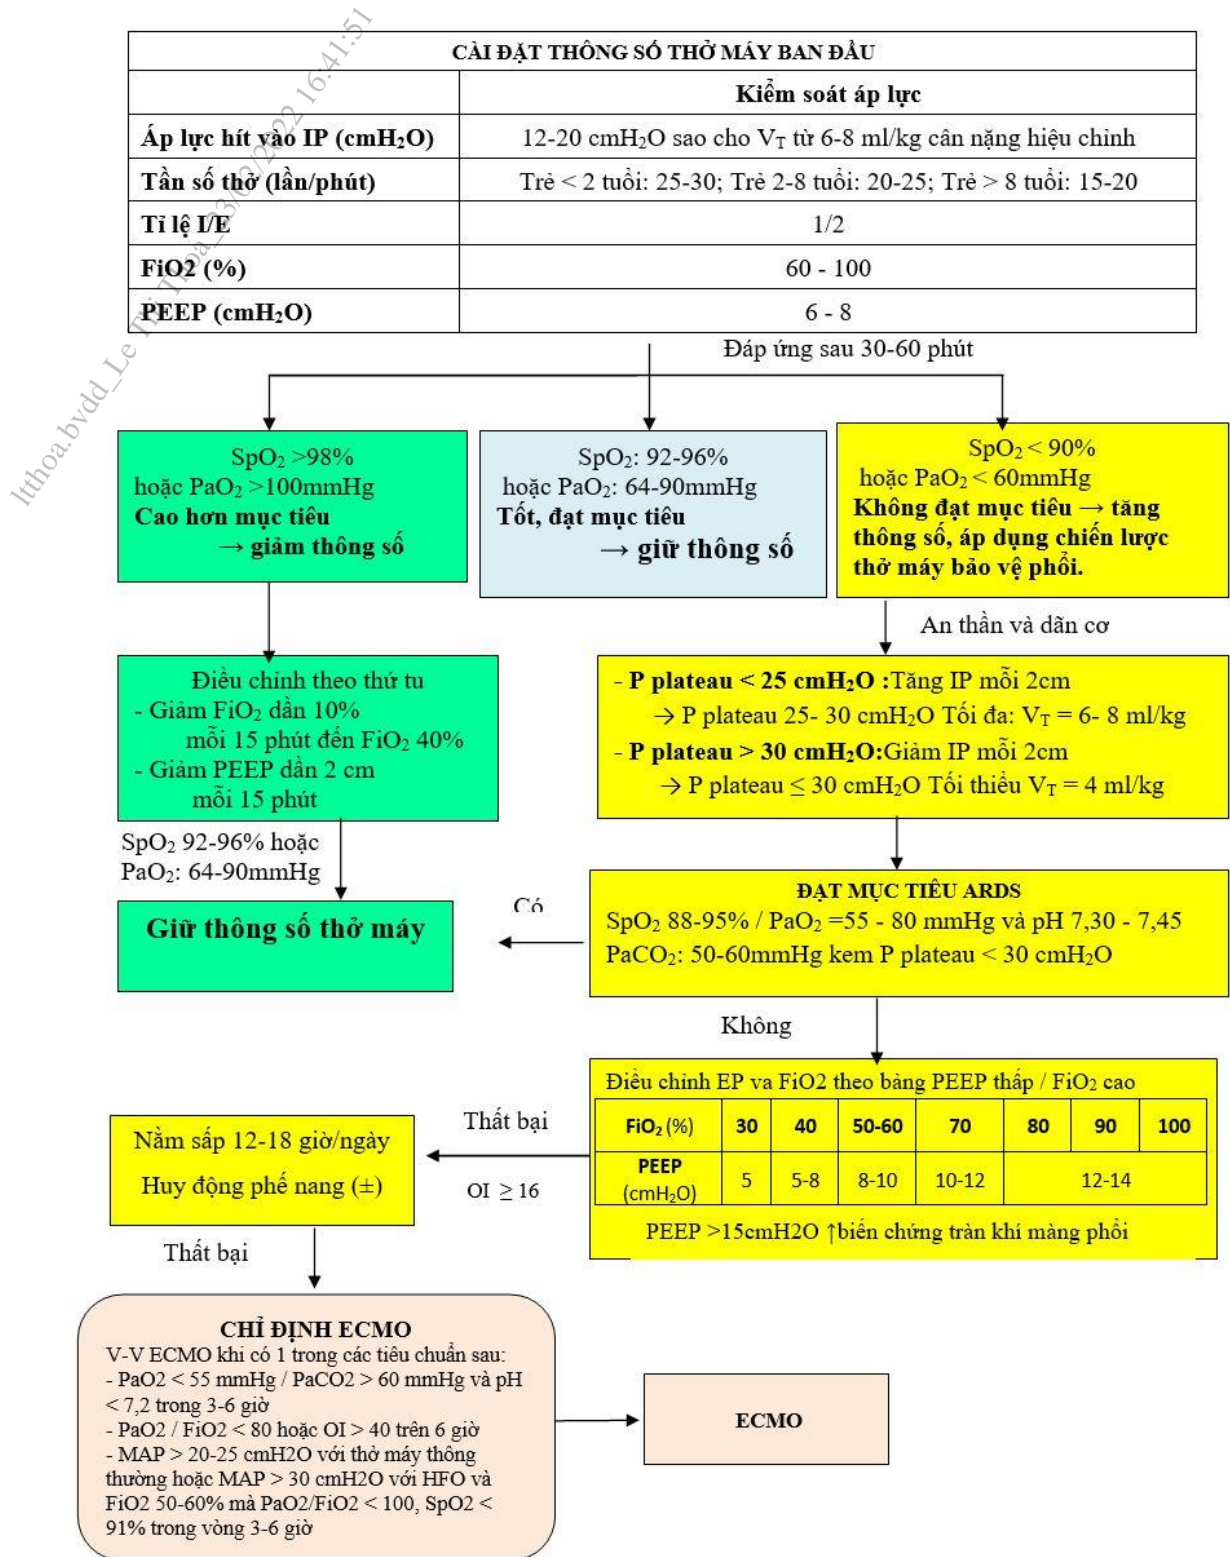 CÀI ĐẶT THÔNG SỐ THỞ MÁY BAN ĐẦU
Kiểm soát áp lực
Áp lực hít vào IP (cmH₂O) 12-20 cmH₂O sao cho V_T từ 6-8 ml/kg cân nặng hiệu chỉnh
Tần số thở (lần/phút) Trẻ < 2 tuổi: 25-30; Trẻ 2-8 tuổi: 20-25; Trẻ > 8 tuổi: 15-20
Tỉ lệ I/E 1/2
FiO2 (%) 60 - 100
PEEP (cmH₂O) 6 - 8
ltthoa.bvdd_Le Thi Thoa_23/02/2022 16:41:51
Đáp ứng sau 30-60 phút
SpO₂ >98%
hoặc PaO₂ >100mmHg
Cao hơn mục tiêu
→ giảm thông số
SpO₂: 92-96%
hoặc PaO₂: 64-90mmHg
Tốt, đạt mục tiêu
→ giữ thông số
SpO₂ < 90%
hoặc PaO₂ < 60mmHg
Không đạt mục tiêu → tăng
thông số, áp dụng chiến lược
thở máy bảo vệ phổi.
An thần và dãn cơ
Điều chỉnh theo thứ tu
- Giảm FiO₂ dần 10%
mỗi 15 phút đến FiO₂ 40%
- Giảm PEEP dần 2 cm
mỗi 15 phút
- P plateau < 25 cmH₂O :Tăng IP mỗi 2cm
→ P plateau 25- 30 cmH₂O Tối đa: V_T = 6- 8 ml/kg
- P plateau > 30 cmH₂O:Giảm IP mỗi 2cm
→ P plateau ≤ 30 cmH₂O Tối thiểu V_T = 4 ml/kg
SpO₂ 92-96% hoặc
PaO₂: 64-90mmHg
Giữ thông số thở máy
Có
ĐẠT MỤC TIÊU ARDS
SpO₂ 88-95% / PaO₂ =55 - 80 mmHg và pH 7,30 - 7,45
PaCO₂: 50-60mmHg kem P plateau < 30 cmH₂O
Không
Điều chỉnh EP va FiO2 theo bảng PEEP thấp / FiO₂ cao
FiO₂ (%) 30 40 50-60 70 80 90 100
PEEP
(cmH₂O) 5 5-8 8-10 10-12 12-14
PEEP >15cmH2O ↑biến chứng tràn khí màng phổi
Thất bại
OI ≥ 16
Nằm sấp 12-18 giờ/ngày
Huy động phế nang (±)
Thất bại
CHỈ ĐỊNH ECMO
V-V ECMO khi có 1 trong các tiêu chuẩn sau:
- PaO2 < 55 mmHg / PaCO2 > 60 mmHg và pH
< 7,2 trong 3-6 giờ
- PaO2 / FiO2 < 80 hoặc OI > 40 trên 6 giờ
- MAP > 20-25 cmH2O với thở máy thông
thường hoặc MAP > 30 cmH2O với HFO và
FiO2 50-60% mà PaO2/FiO2 < 100, SpO2 <
91% trong vòng 3-6 giờ
ECMO